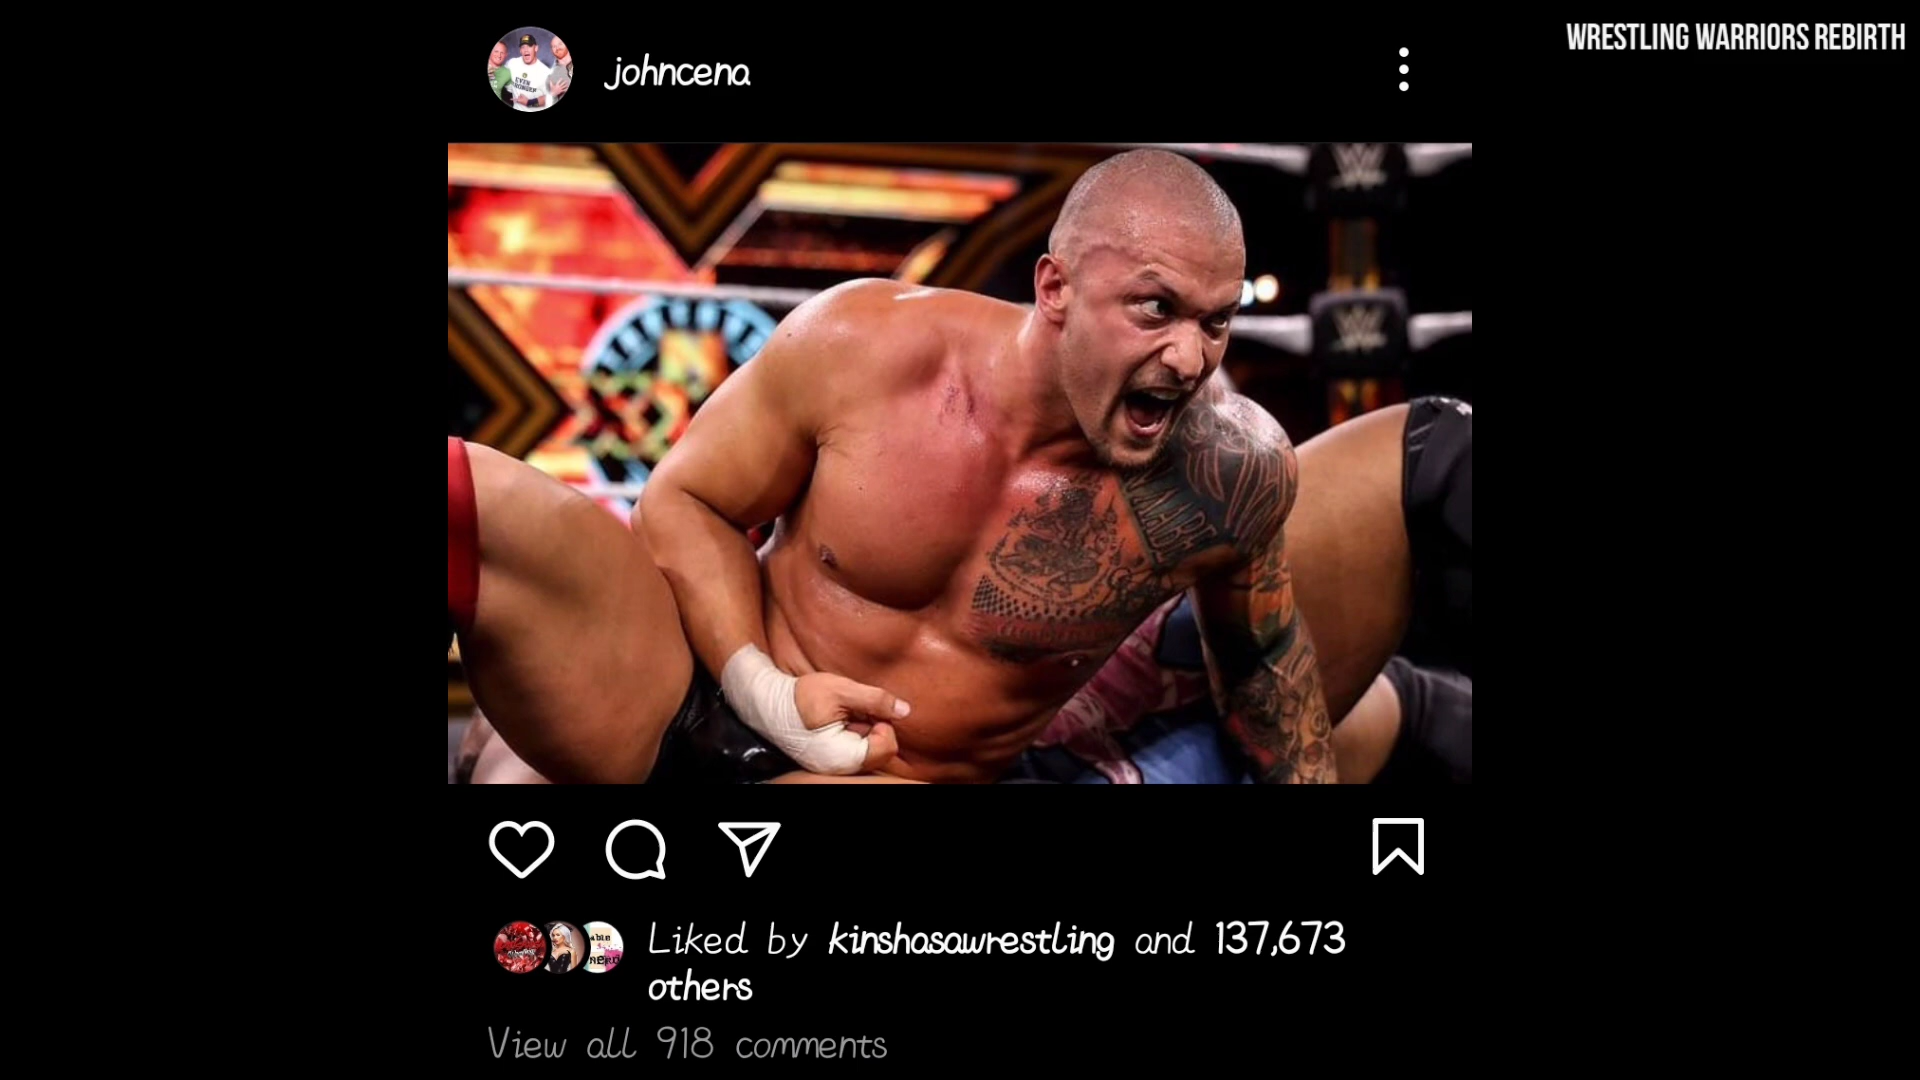 WRESTLING WARRIORS REBIRTH
johncena
Liked by kinshasawrestling and 137,673
others
View all 918 comments